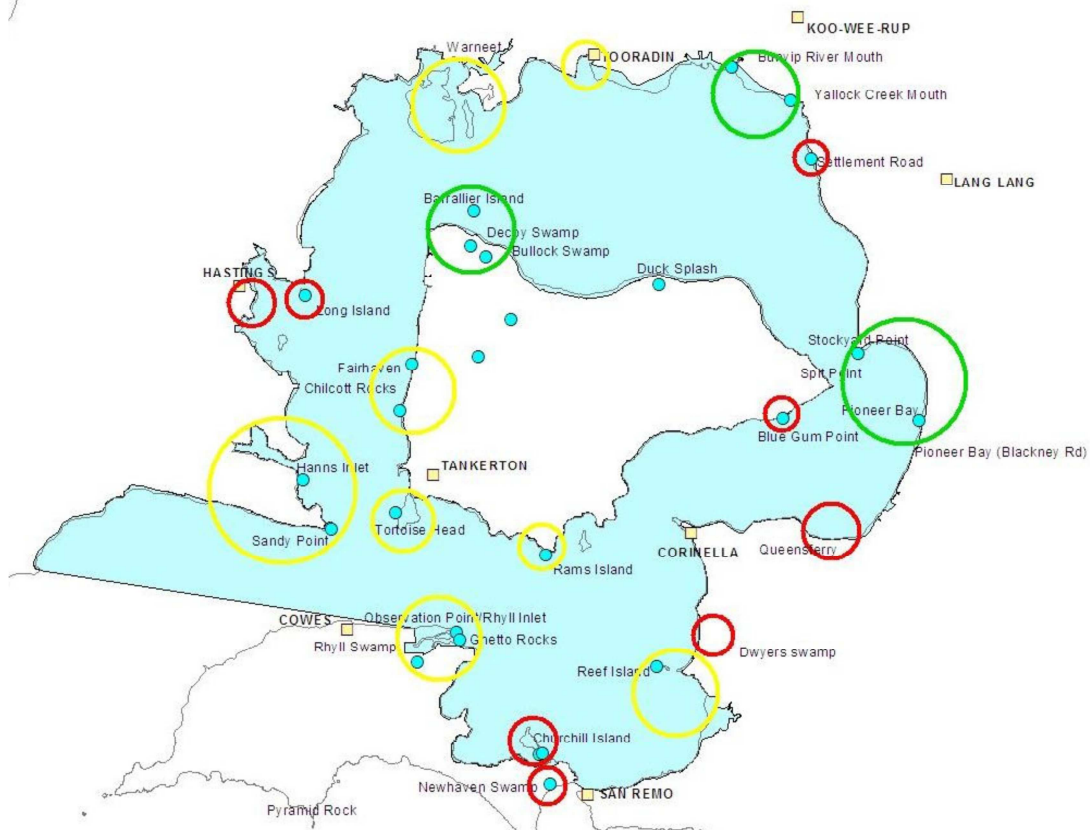 KOO-WEE-RUP
Warneet
TOORADIN
Bunyip River Mouth
Yallock Creek Mouth
Settlement Road
LANG LANG
Barrallier Island
Decoy Swamp
Bullock Swamp
HASTINGS
Duck Splash
Long Island
Stockyard Point
Fairhaven
Spit Point
Chilcott Rocks
Pioneer Bay
Blue Gum Point
Pioneer Bay (Blackney Rd)
Hanns Inlet
TANKERTON
Tortoise Head
Sandy Point
CORINELLA
Queensferry
Rams Island
Observation Point/Rhyll Inlet
COWES
Rhyll Swamp
Ghetto Rocks
Dwyers swamp
Reef Island
Churchill Island
Newhaven Swamp
SAN REMO
Pyramid Rock